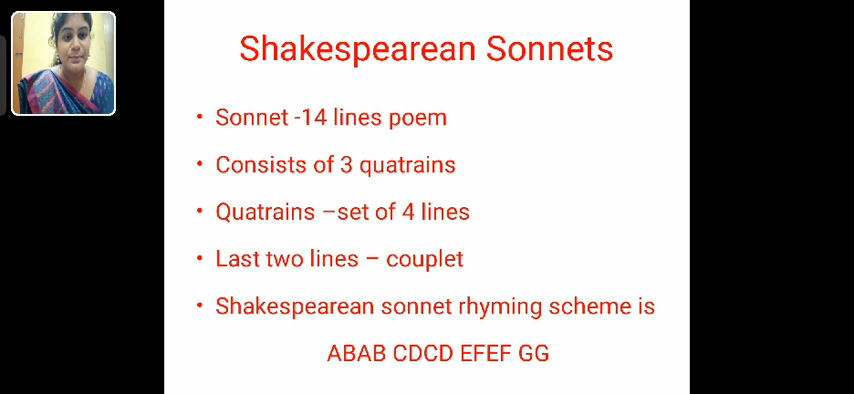 Shakespearean Sonnets
• Sonnet -14 lines poem
• Consists of 3 quatrains
• Quatrains –set of 4 lines
• Last two lines – couplet
• Shakespearean sonnet rhyming scheme is
ABAB CDCD EFEF GG